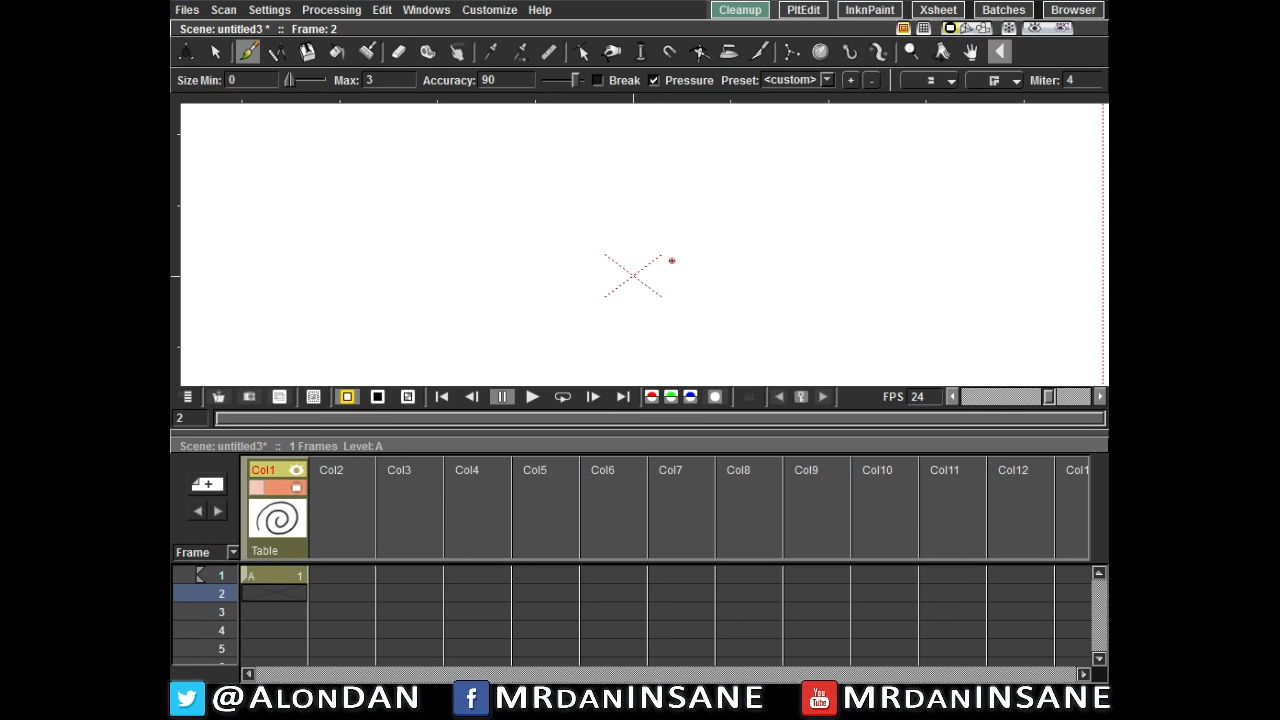 Files Scan Settings Processing Edit Windows Customize Help Cleanup PltEdit InknPaint Xsheet Batches Browser
Scene: untitled3 * :: Frame: 2
Size Min: 0 Max: 3 Accuracy: 90 Break Pressure Preset: <custom> + - Miter: 4
FPS 24
2
Scene: untitled3* :: 1 Frames Level: A
Col1 Col2 Col3 Col4 Col5 Col6 Col7 Col8 Col9 Col10 Col11 Col12 Col1
Table
Frame
1 A 1
2
3
4
5
@AlonDAN MRdanINSANE You Tube MRdanINSANE